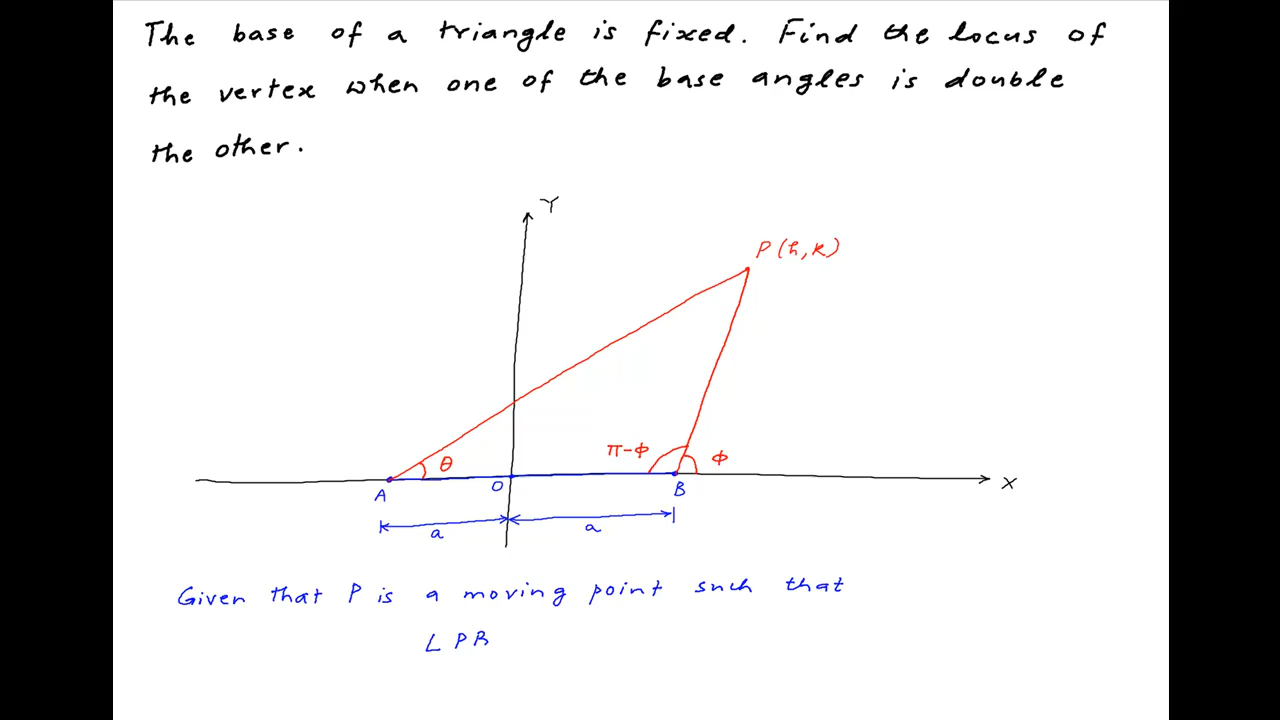 The base of a triangle is fixed. Find the locus of
the vertex when one of the base angles is double
the other.
Y
P (h, k)
π-φ
θ
φ
A
O
B
X
a
a
Given that P is a moving point such that
∠ PB